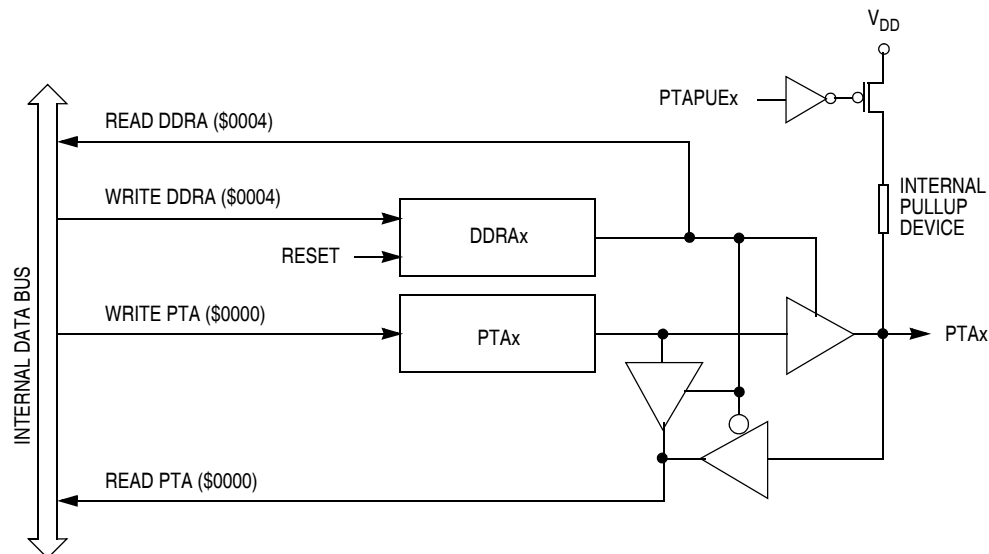 VDD
PTAPUEx
READ DDRA ($0004)
WRITE DDRA ($0004)
INTERNAL
PULLUP
DEVICE
DDRAx
RESET
WRITE PTA ($0000)
PTAx
PTAx
INTERNAL DATA BUS
READ PTA ($0000)